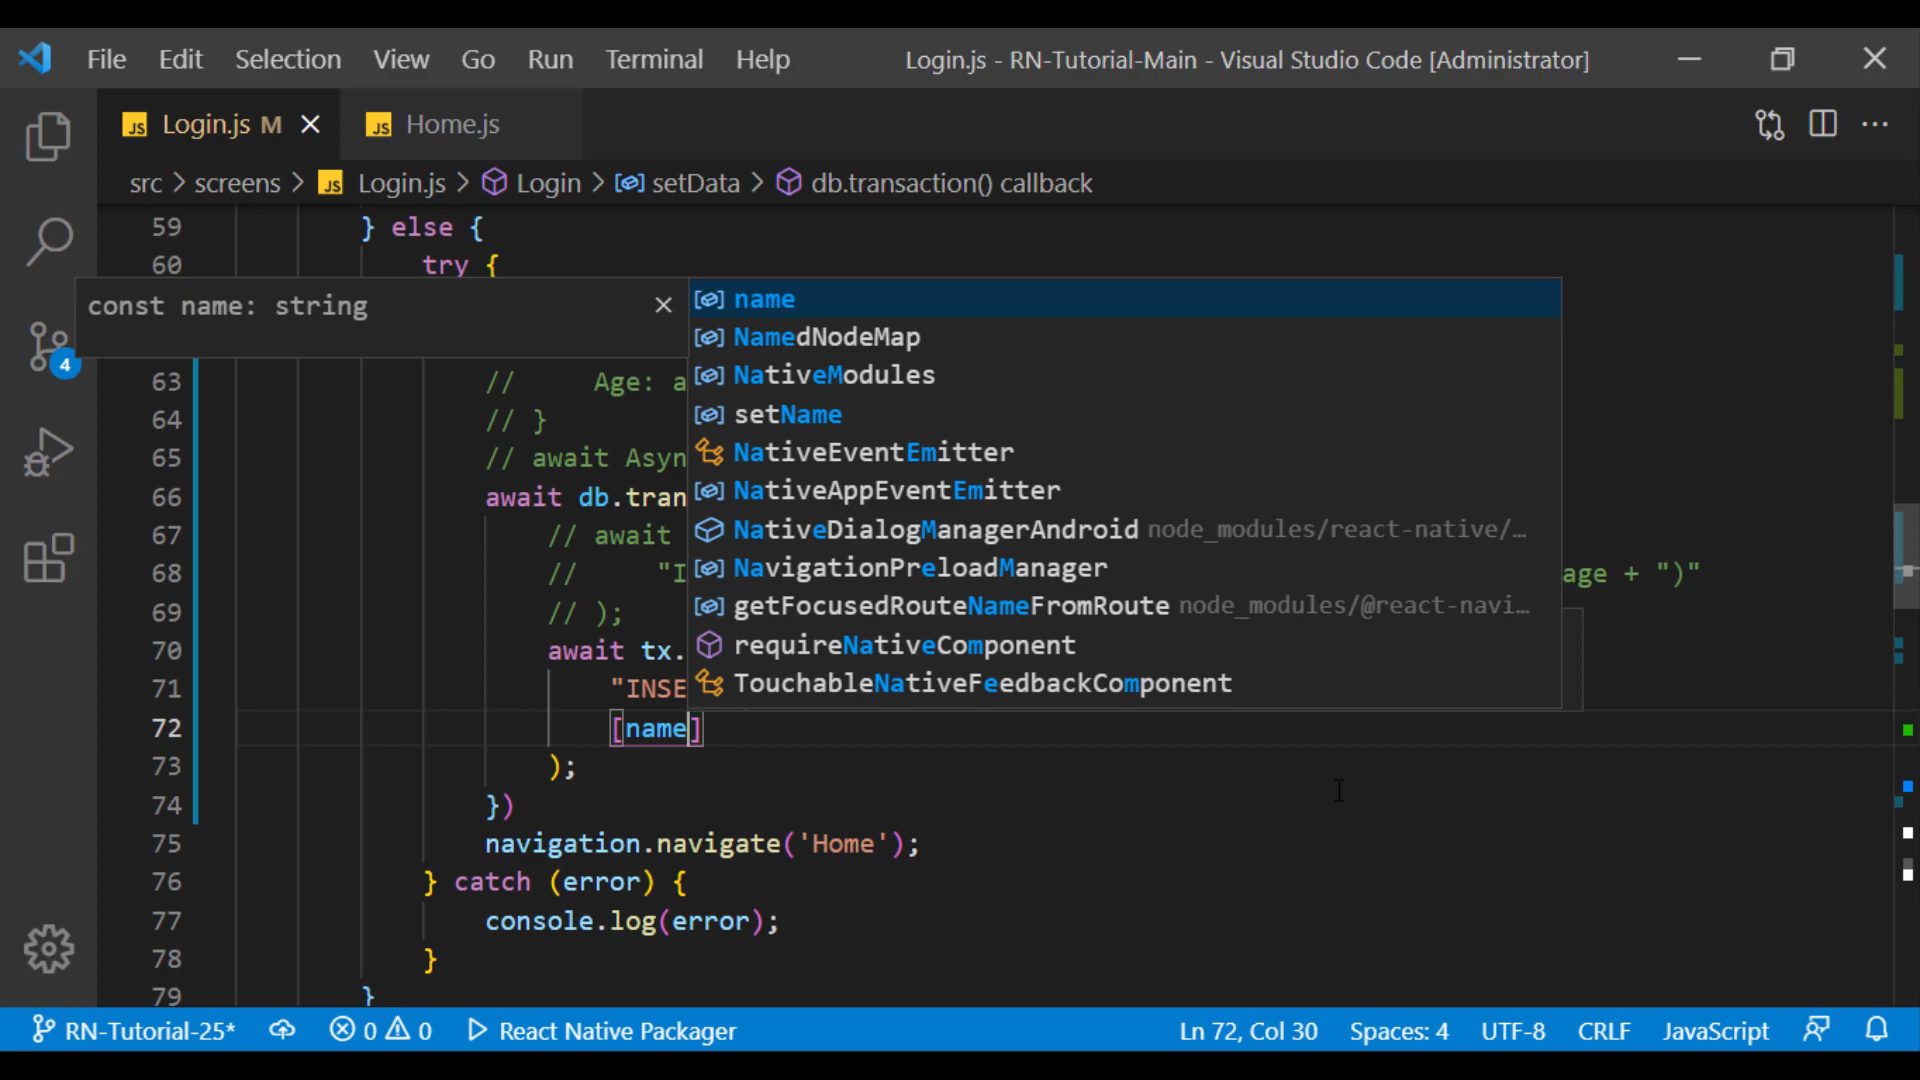 File Edit Selection View Go Run Terminal Help Login.js - RN-Tutorial-Main - Visual Studio Code [Administrator]
JS Login.js M JS Home.js
src > screens > JS Login.js > Login > setData > db.transaction() callback
59 } else {
60 try {
const name: string
name
NamedNodeMap
NativeModules
setName
NativeEventEmitter
NativeAppEventEmitter
NativeDialogManagerAndroid node_modules/react-native/…
NavigationPreloadManager
getFocusedRouteNameFromRoute node_modules/@react-navi…
requireNativeComponent
TouchableNativeFeedbackComponent
4
63 // Age: a
64 // }
65 // await Asyn
66 await db.tran
67 // await
68 // "I age + ")"
69 // );
70 await tx.
71 "INSE
72 [name]
73 );
74 })
75 navigation.navigate('Home');
76 } catch (error) {
77 console.log(error);
78 }
79 }
RN-Tutorial-25* 0 0 React Native Packager Ln 72, Col 30 Spaces: 4 UTF-8 CRLF JavaScript